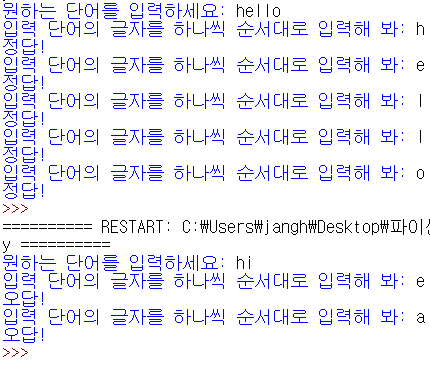 원하는 단어를 입력하세요: hello
입력 단어의 글자를 하나씩 순서대로 입력해 봐: h
정답!
입력 단어의 글자를 하나씩 순서대로 입력해 봐: e
정답!
입력 단어의 글자를 하나씩 순서대로 입력해 봐: l
정답!
입력 단어의 글자를 하나씩 순서대로 입력해 봐: l
정답!
입력 단어의 글자를 하나씩 순서대로 입력해 봐: o
정답!
>>>
========== RESTART: C:\Users\jangh\Desktop\파이
y ==========
원하는 단어를 입력하세요: hi
입력 단어의 글자를 하나씩 순서대로 입력해 봐: e
오답!
입력 단어의 글자를 하나씩 순서대로 입력해 봐: a
오답!
>>>